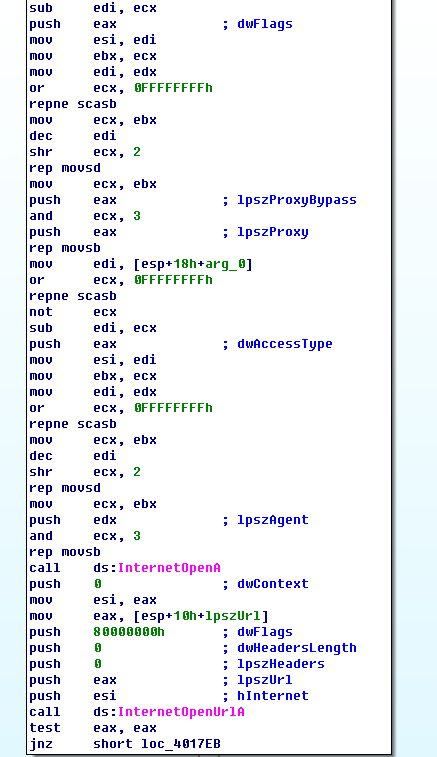 sub     edi, ecx
push    eax             ; dwFlags
mov     esi, edi
mov     ebx, ecx
mov     edi, edx
or      ecx, 0FFFFFFFFh
repne scasb
mov     ecx, ebx
dec     edi
shr     ecx, 2
rep movsd
mov     ecx, ebx
push    eax             ; lpszProxyBypass
and     ecx, 3
push    eax             ; lpszProxy
rep movsb
mov     edi, [esp+18h+arg_0]
or      ecx, 0FFFFFFFFh
repne scasb
not     ecx
sub     edi, ecx
push    eax             ; dwAccessType
mov     esi, edi
mov     ebx, ecx
mov     edi, edx
or      ecx, 0FFFFFFFFh
repne scasb
mov     ecx, ebx
dec     edi
shr     ecx, 2
rep movsd
mov     ecx, ebx
push    edx             ; lpszAgent
and     ecx, 3
rep movsb
call    ds:InternetOpenA
push    0               ; dwContext
mov     esi, eax
mov     eax, [esp+10h+lpszUrl]
push    80000000h       ; dwFlags
push    0               ; dwHeadersLength
push    0               ; lpszHeaders
push    eax             ; lpszUrl
push    esi             ; hInternet
call    ds:InternetOpenUrlA
test    eax, eax
jnz     short loc_4017EB